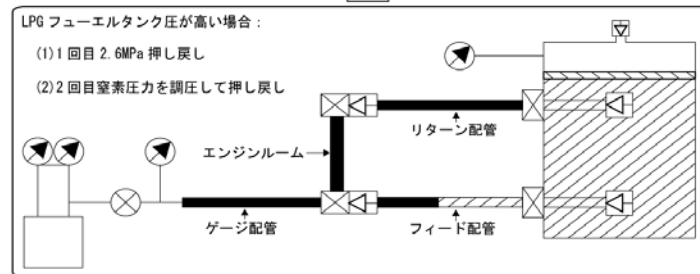 LPG フューエルタンク圧が高い場合：
(1)1 回目 2.6MPa 押し戻し
(2)2 回目窒素圧力を調圧して押し戻し
リターン配管
エンジンルーム
ゲージ配管
フィード配管